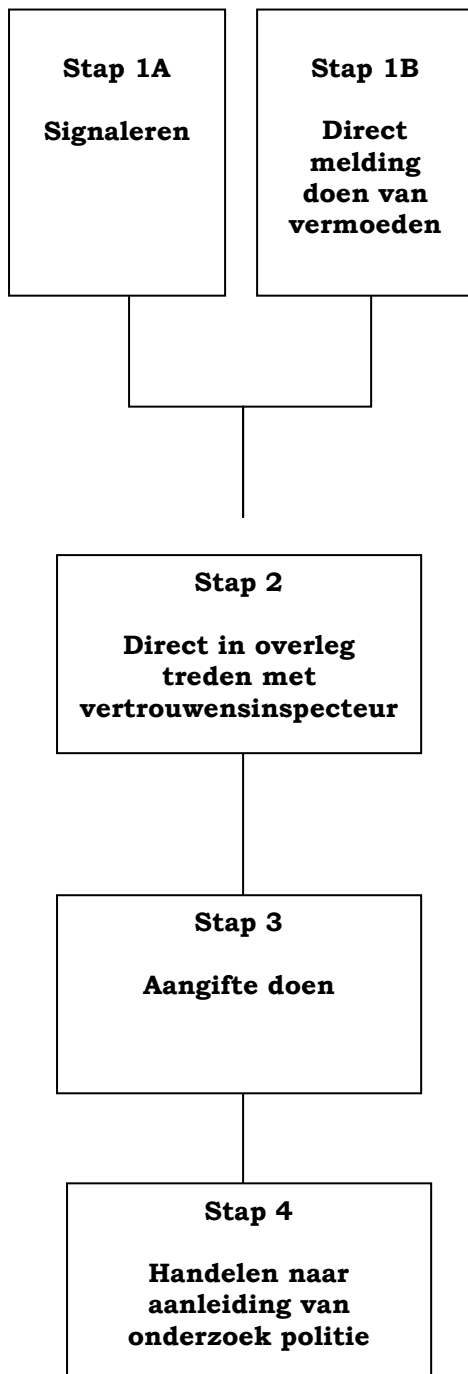 Stap 1A
Signaleren
Stap 1B
Direct
melding
doen van
vermoeden
Stap 2
Direct in overleg
treden met
vertrouwensinspecteur
Stap 3
Aangifte doen
Stap 4
Handelen naar
aanleiding van
onderzoek politie